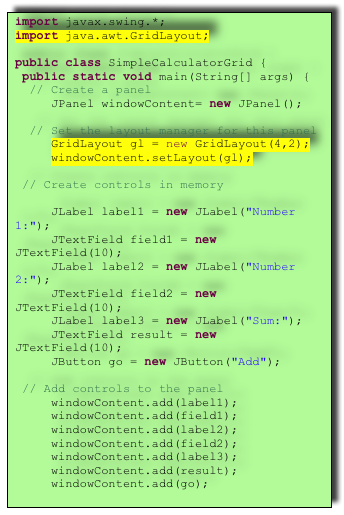 import javax.swing.*;
import java.awt.GridLayout;
public class SimpleCalculatorGrid {
public static void main(String[] args) {
// Create a panel
JPanel windowContent= new JPanel();
// Set the layout manager for this panel
GridLayout gl = new GridLayout(4,2);
windowContent.setLayout(gl);
// Create controls in memory
JLabel label1 = new JLabel("Number
1:");
JTextField field1 = new
JTextField(10);
JLabel label2 = new JLabel("Number
2:");
JTextField field2 = new
JTextField(10);
JLabel label3 = new JLabel("Sum:");
JTextField result = new
JTextField(10);
JButton go = new JButton("Add");
// Add controls to the panel
windowContent.add(label1);
windowContent.add(field1);
windowContent.add(label2);
windowContent.add(field2);
windowContent.add(label3);
windowContent.add(result);
windowContent.add(go);